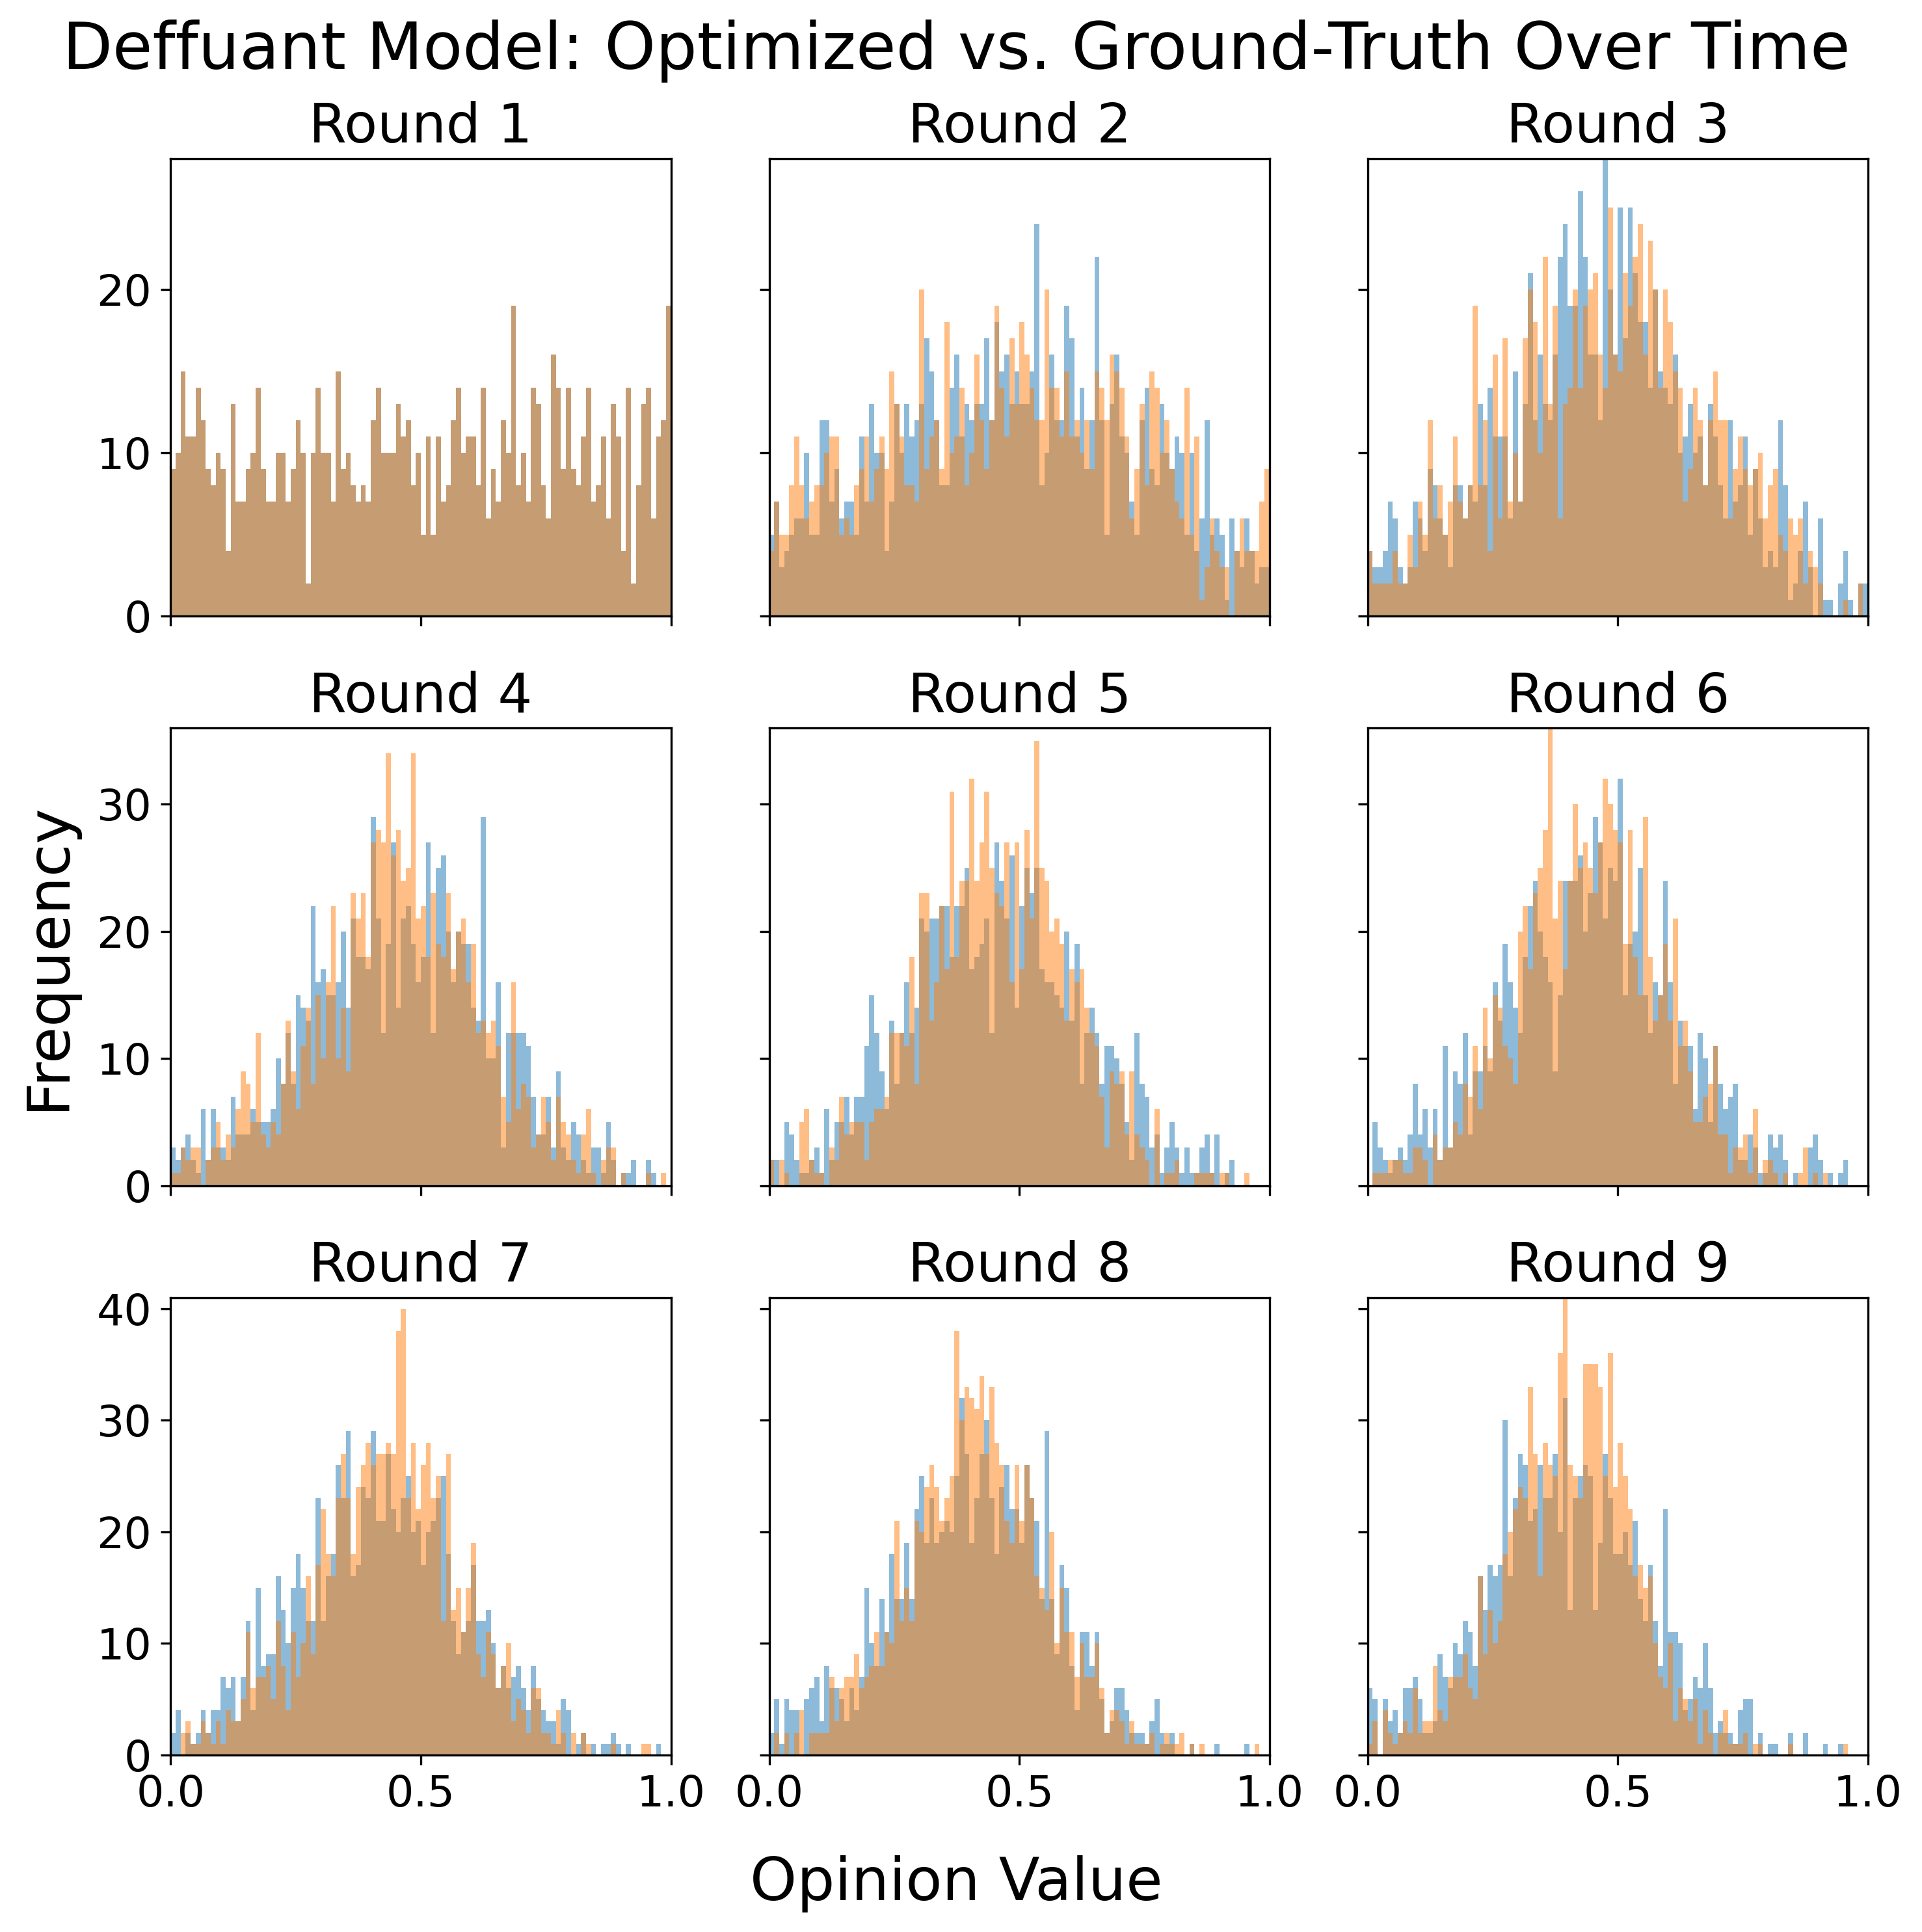 Deffuant Model: Optimized vs. Ground-Truth Over Time
Round 1
Round 2
Round 3
20
10
0
Round 4
Round 5
Round 6
30
20
10
0
Frequency
Round 7
Round 8
Round 9
40
30
20
10
0
0.0 0.5 1.0 0.0 0.5 1.0 0.0 0.5 1.0
Opinion Value